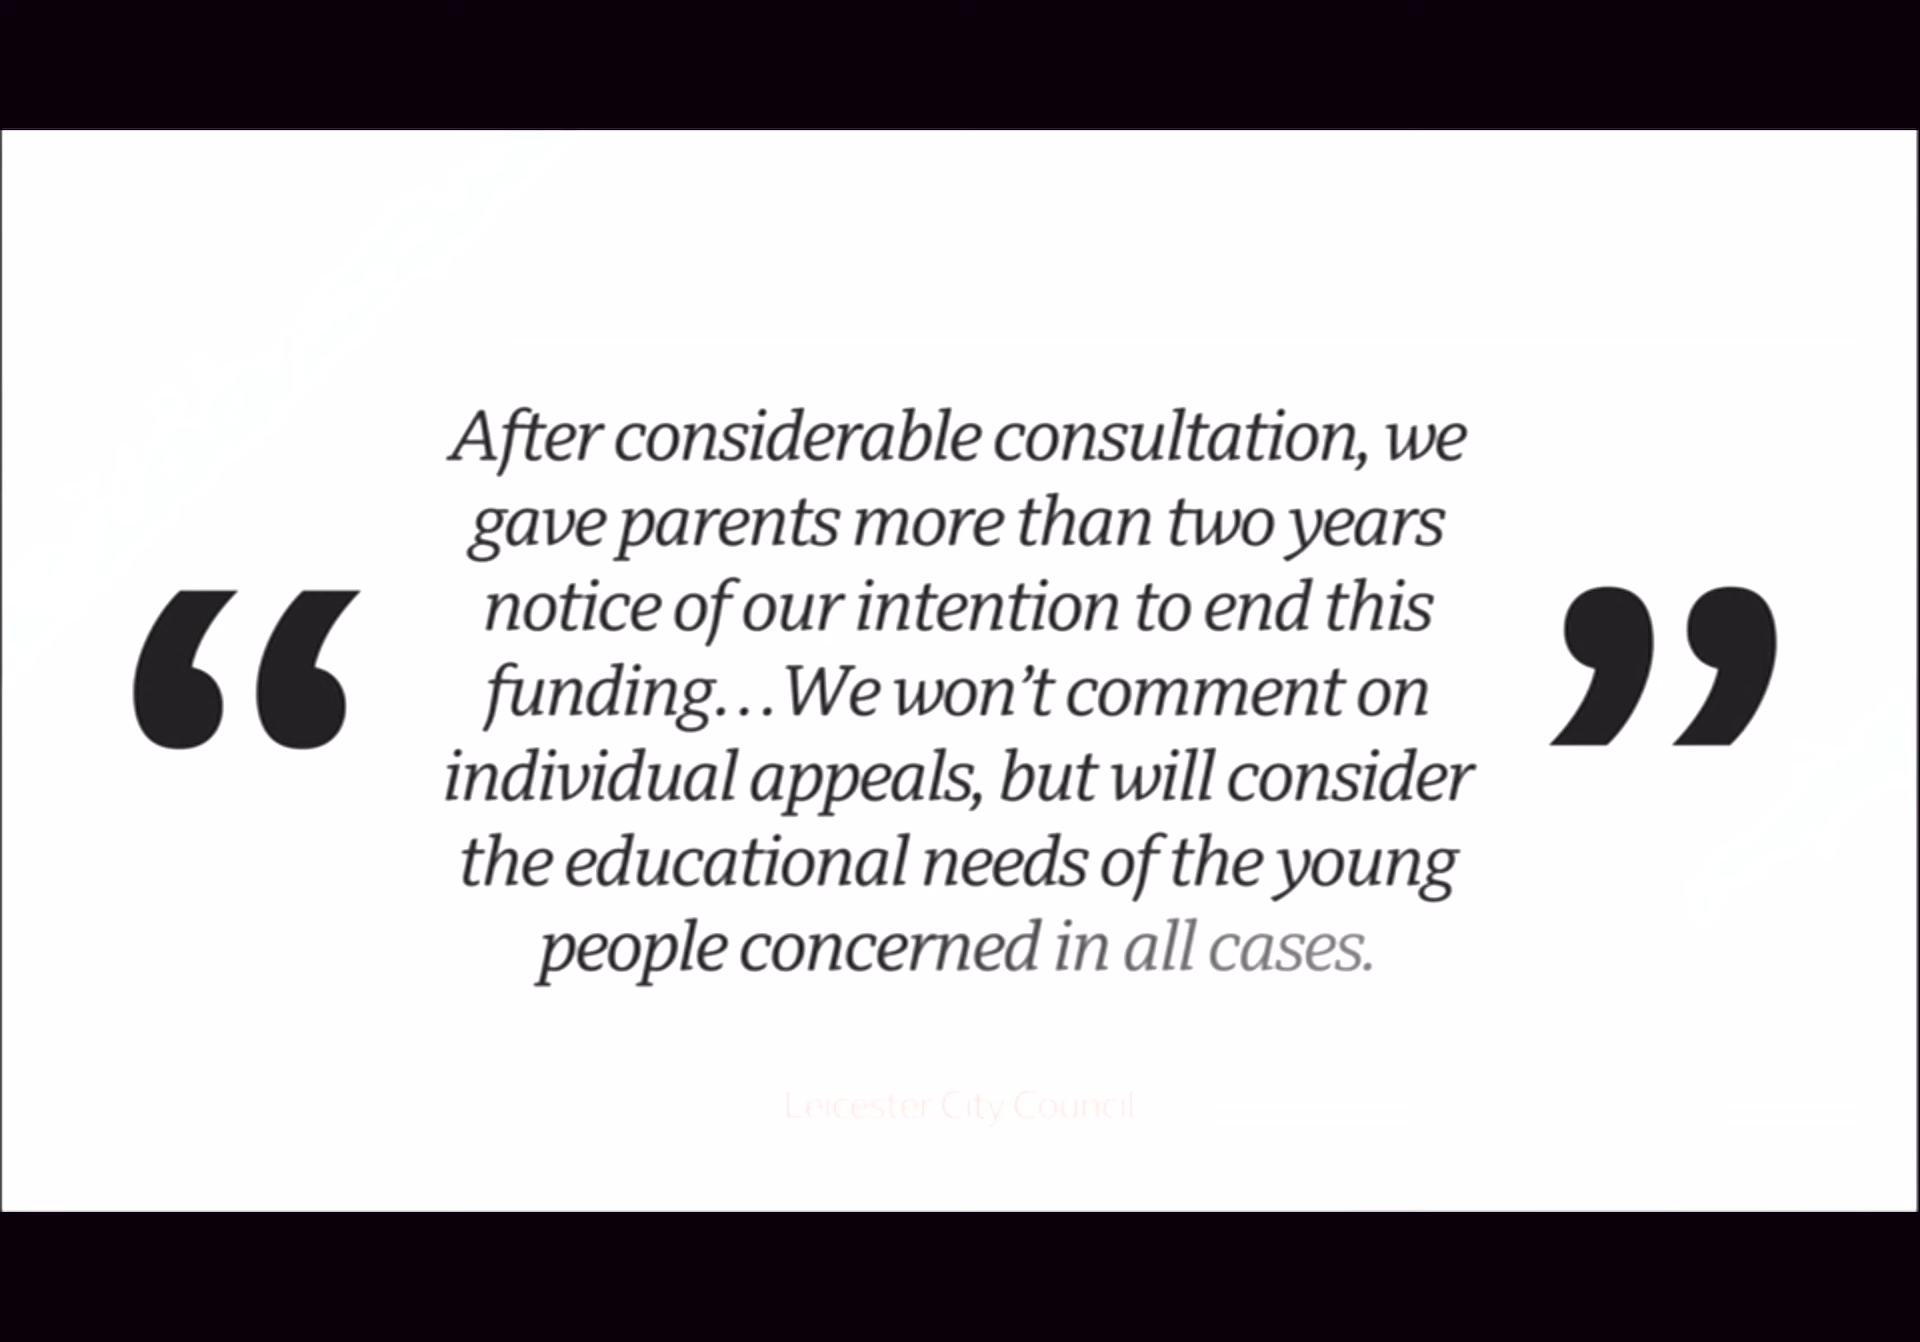 “
After considerable consultation, we
gave parents more than two years
notice of our intention to end this
funding…We won’t comment on
individual appeals, but will consider
the educational needs of the young
people concerned in all cases.
”
Leicester City Council